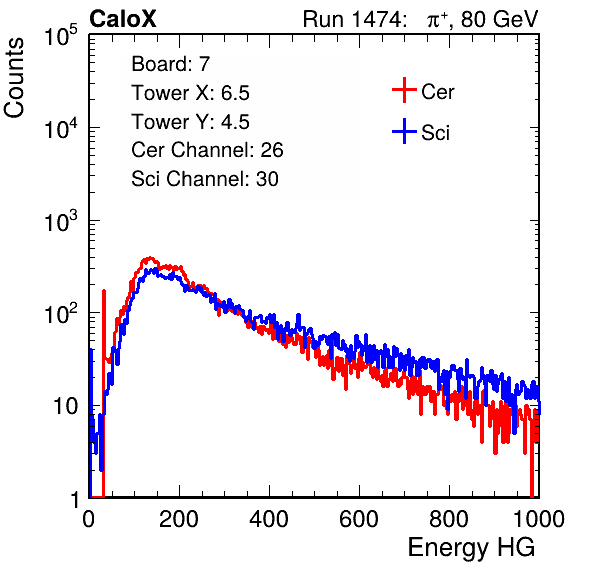 CaloX Run 1474: π⁺, 80 GeV
Counts
Board: 7
Tower X: 6.5
Tower Y: 4.5
Cer Channel: 26
Sci Channel: 30
Cer
Sci
10⁵
10⁴
10³
10²
10
1
0 200 400 600 800 1000
Energy HG